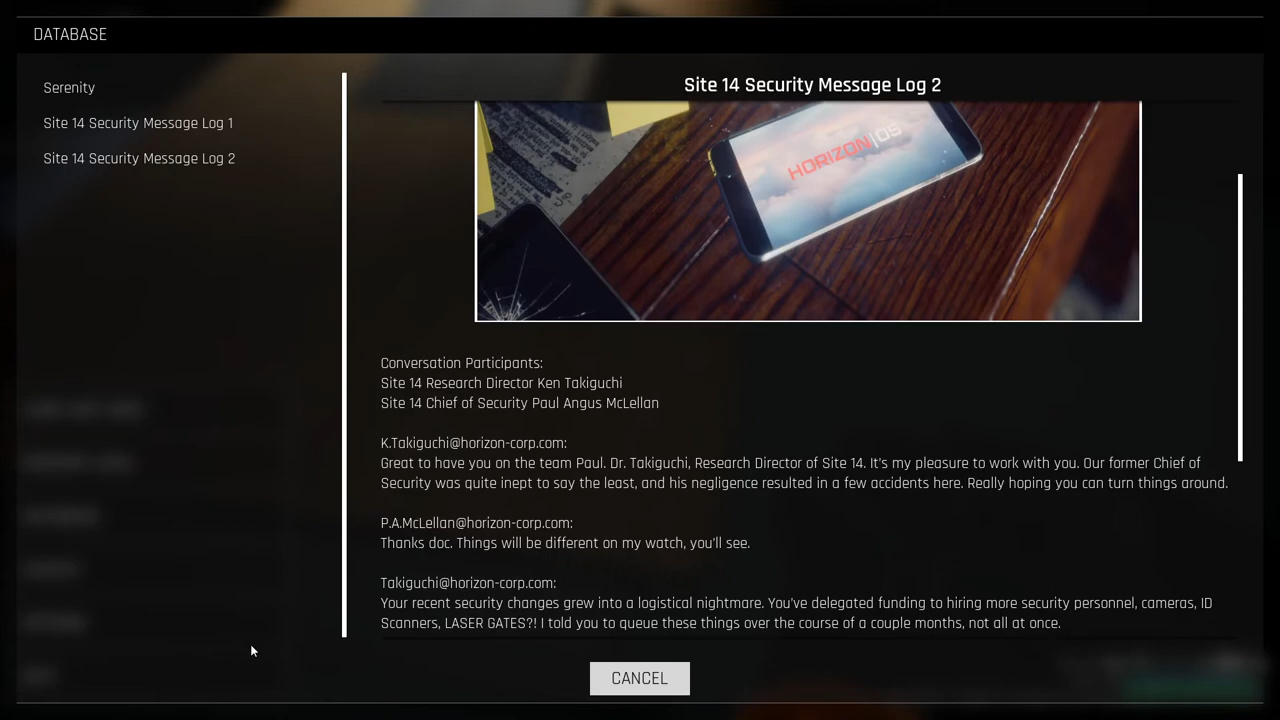 DATABASE
Serenity
Site 14 Security Message Log 1
Site 14 Security Message Log 2
Site 14 Security Message Log 2
HORIZON|OS
Conversation Participants:
Site 14 Research Director Ken Takiguchi
Site 14 Chief of Security Paul Angus McLellan
K.Takiguchi@horizon-corp.com:
Great to have you on the team Paul. Dr. Takiguchi, Research Director of Site 14. It's my pleasure to work with you. Our former Chief of
Security was quite inept to say the least, and his negligence resulted in a few accidents here. Really hoping you can turn things around.
P.A.McLellan@horizon-corp.com:
Thanks doc. Things will be different on my watch, you'll see.
Takiguchi@horizon-corp.com:
Your recent security changes grew into a logistical nightmare. You've delegated funding to hiring more security personnel, cameras, ID
Scanners, LASER GATES?! I told you to queue these things over the course of a couple months, not all at once.
CANCEL